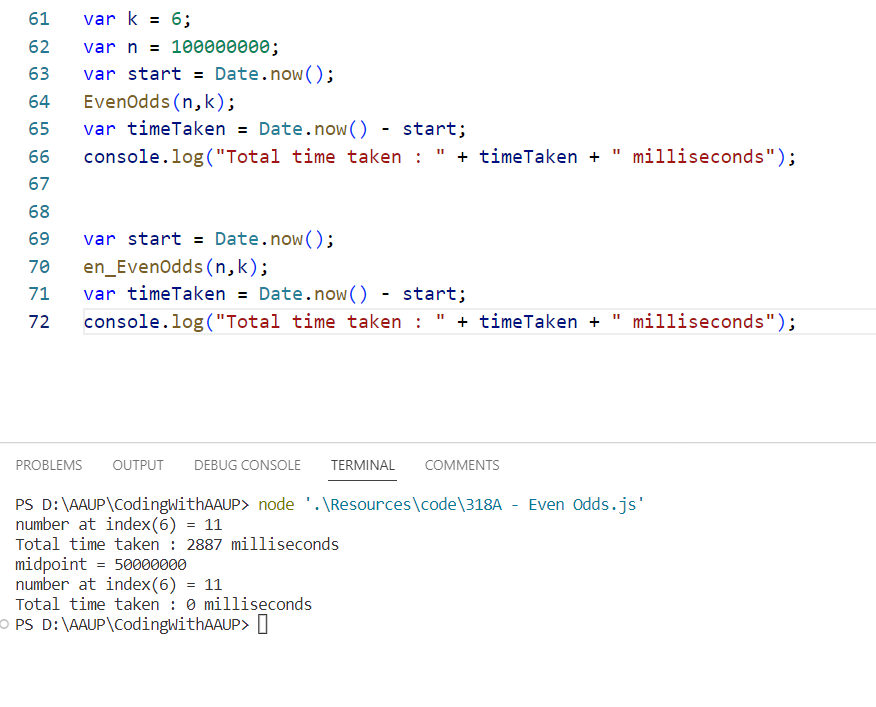 61 var k = 6;
62 var n = 100000000;
63 var start = Date.now();
64 EvenOdds(n,k);
65 var timeTaken = Date.now() - start;
66 console.log("Total time taken : " + timeTaken + " milliseconds");
67
68
69 var start = Date.now();
70 en_EvenOdds(n,k);
71 var timeTaken = Date.now() - start;
72 console.log("Total time taken : " + timeTaken + " milliseconds");
PROBLEMS OUTPUT DEBUG CONSOLE TERMINAL COMMENTS
PS D:\AAUP\CodingWithAAUP> node '.\Resources\code\318A - Even Odds.js'
number at index(6) = 11
Total time taken : 2887 milliseconds
midpoint = 50000000
number at index(6) = 11
Total time taken : 0 milliseconds
PS D:\AAUP\CodingWithAAUP>